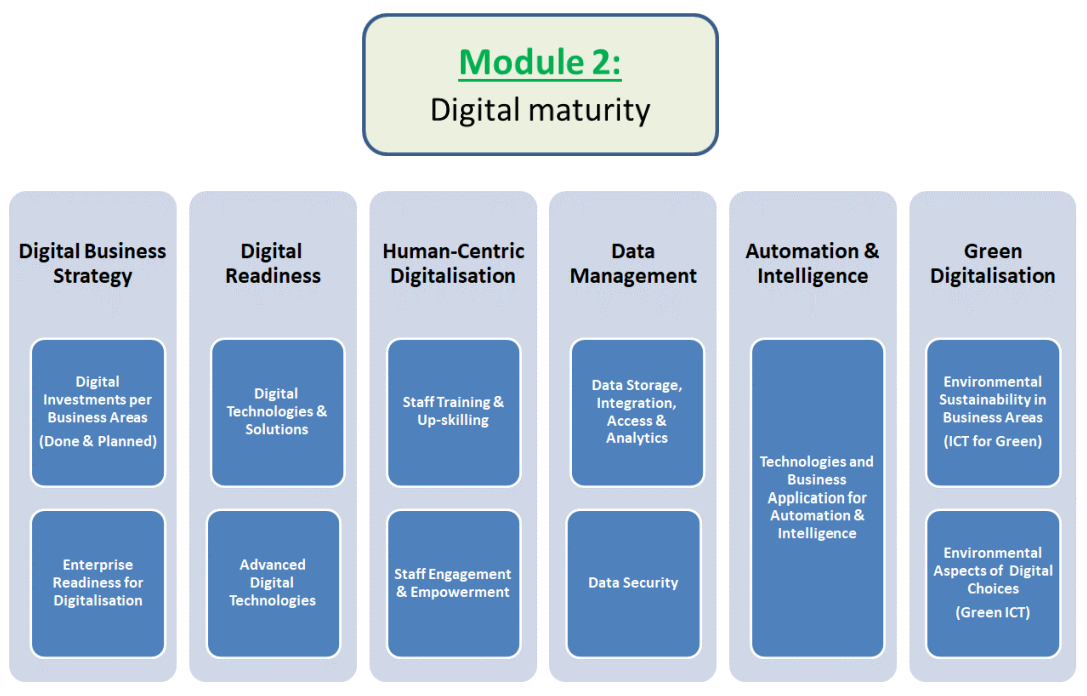 Module 2:
Digital maturity
Digital Business
Strategy
Digital
Investments per
Business Areas
(Done & Planned)
Enterprise
Readiness for
Digitalisation
Digital
Readiness
Digital
Technologies &
Solutions
Advanced
Digital
Technologies
Human-Centric
Digitalisation
Staff Training &
Up-skilling
Staff Engagement
& Empowerment
Data
Management
Data Storage,
Integration,
Access &
Analytics
Data Security
Automation &
Intelligence
Technologies and
Business
Application for
Automation &
Intelligence
Green
Digitalisation
Environmental
Sustainability in
Business Areas
(ICT for Green)
Environmental
Aspects of Digital
Choices
(Green ICT)